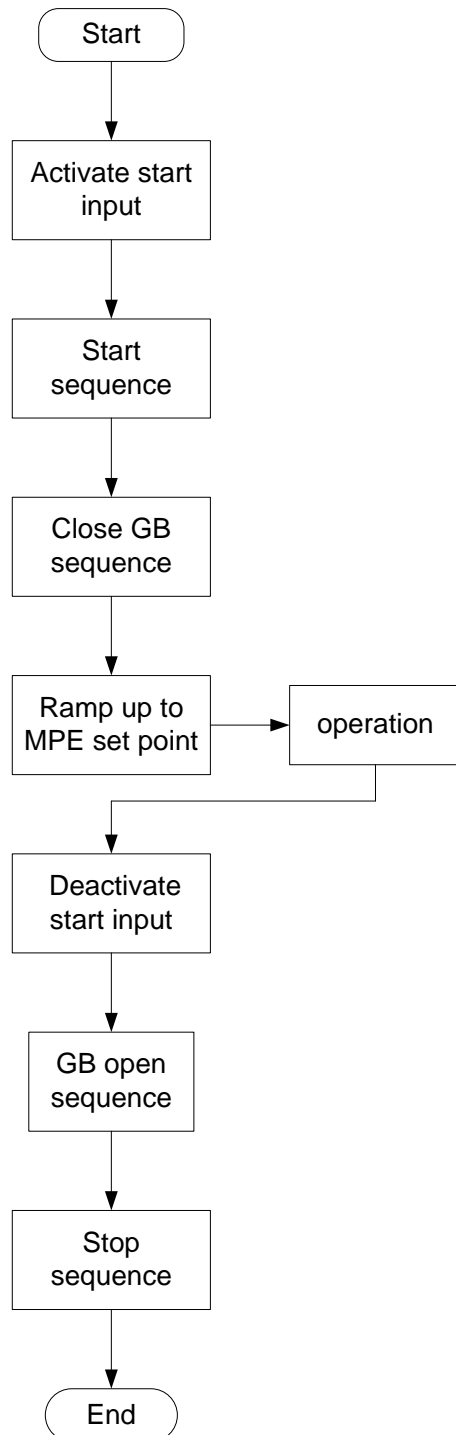 Start
Activate start
input
Start
sequence
Close GB
sequence
Ramp up to
MPE set point
operation
Deactivate
start input
GB open
sequence
Stop
sequence
End